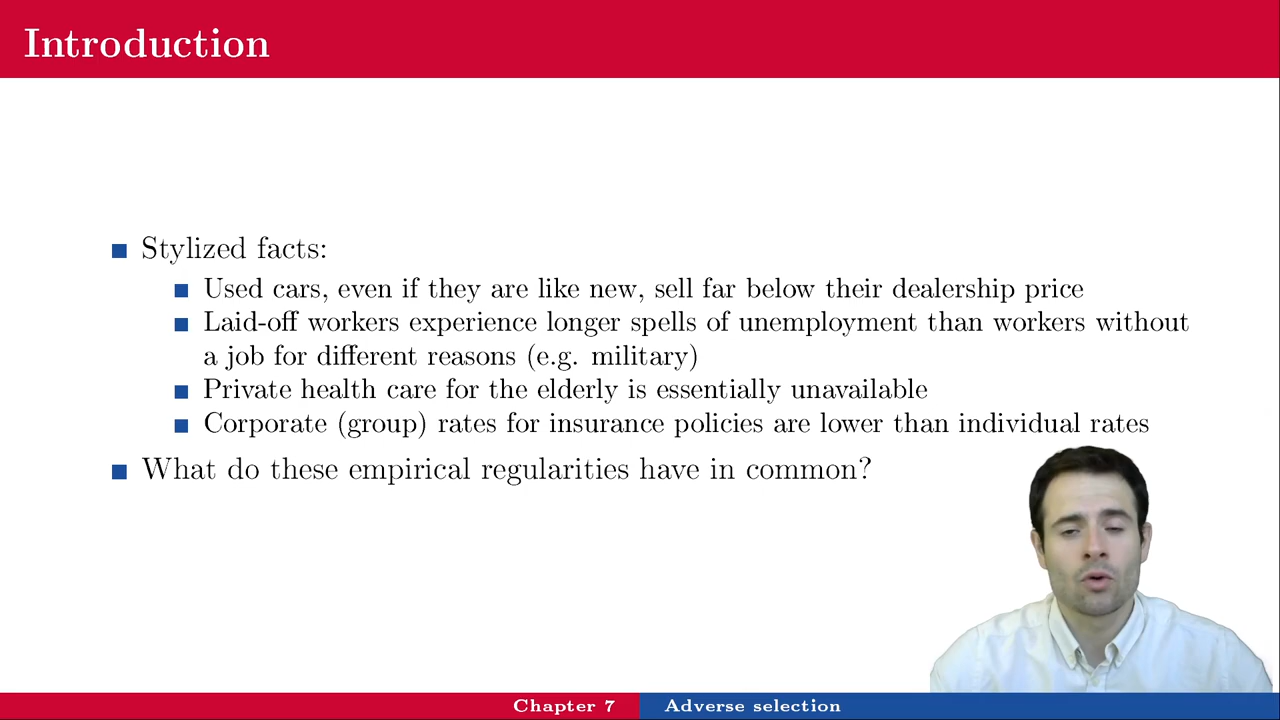 Introduction
Stylized facts:
Used cars, even if they are like new, sell far below their dealership price
Laid-off workers experience longer spells of unemployment than workers without
a job for different reasons (e.g. military)
Private health care for the elderly is essentially unavailable
Corporate (group) rates for insurance policies are lower than individual rates
What do these empirical regularities have in common?
Chapter 7
Adverse selection